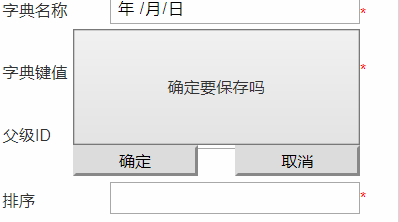 字典名称 年 /月/日 *
字典键值 *
确定要保存吗
父级ID
确定 取消
排序 *